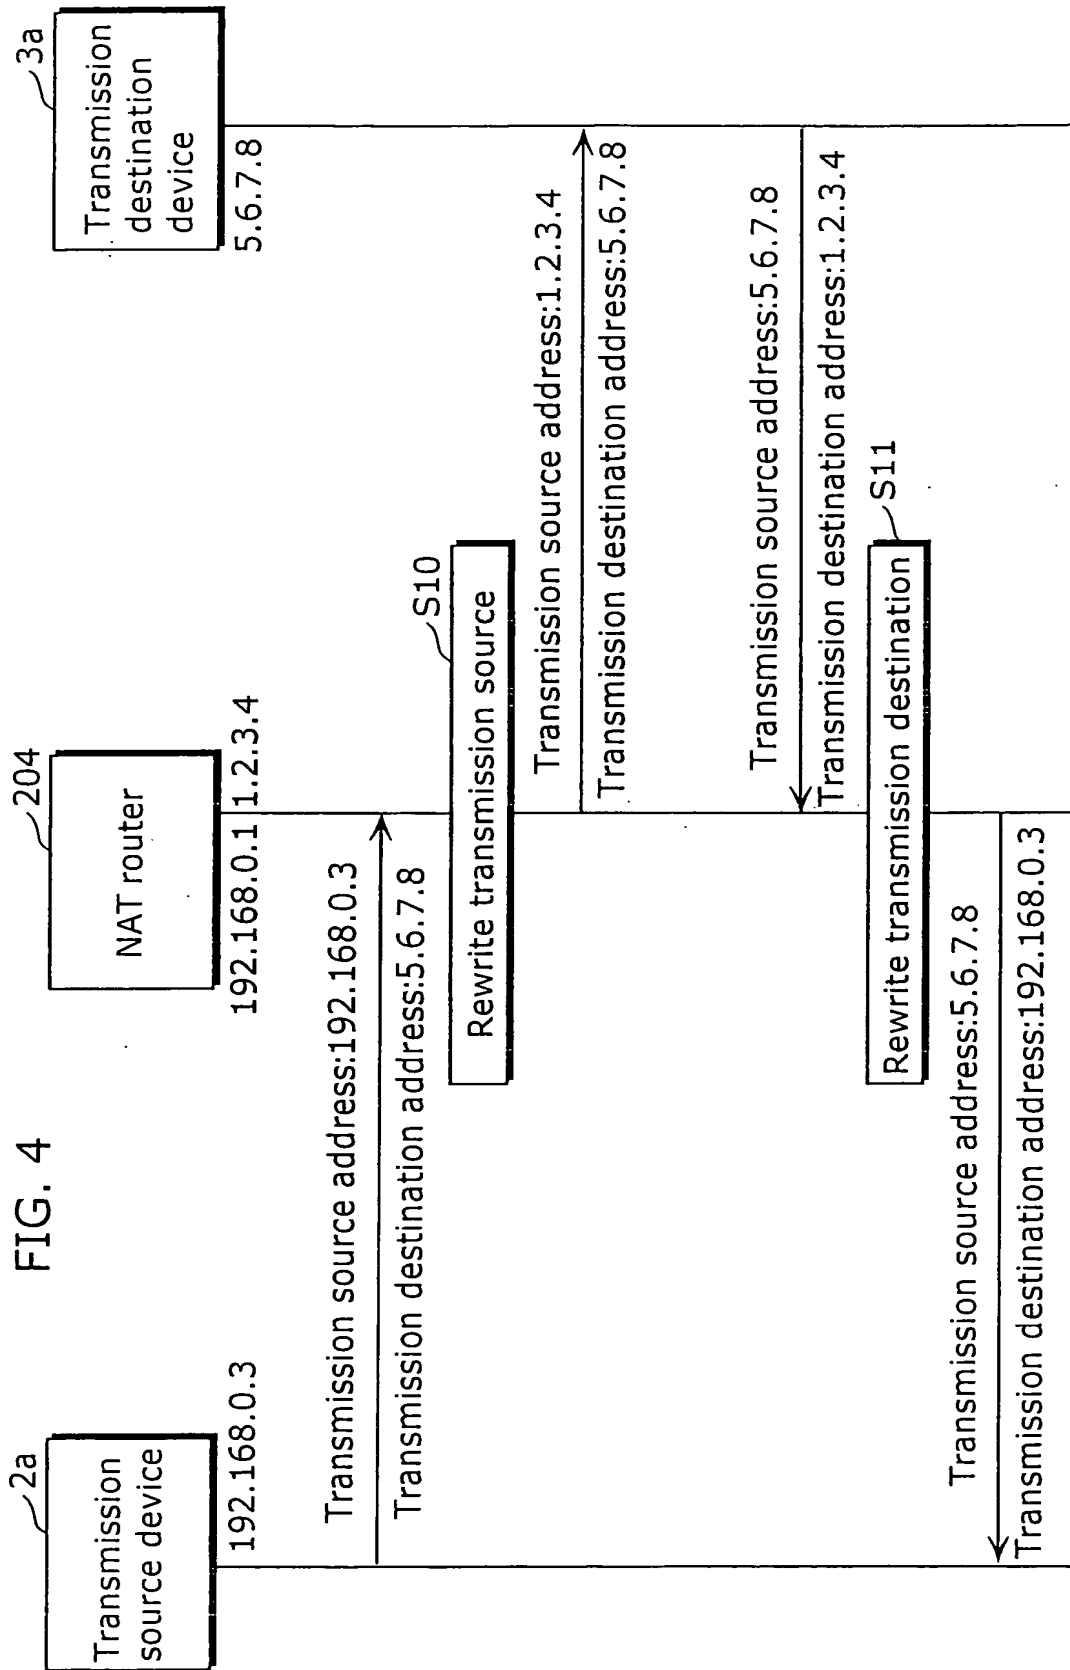 FIG. 4
2a
Transmission
source device
192.168.0.3
204
NAT router
192.168.0.1 1.2.3.4
3a
Transmission
destination
device
5.6.7.8
Transmission source address:192.168.0.3
Transmission destination address:5.6.7.8
S10
Rewrite transmission source
Transmission source address:1.2.3.4
Transmission destination address:5.6.7.8
Transmission source address:5.6.7.8
Transmission destination address:1.2.3.4
S11
Rewrite transmission destination
Transmission source address:5.6.7.8
Transmission destination address:192.168.0.3